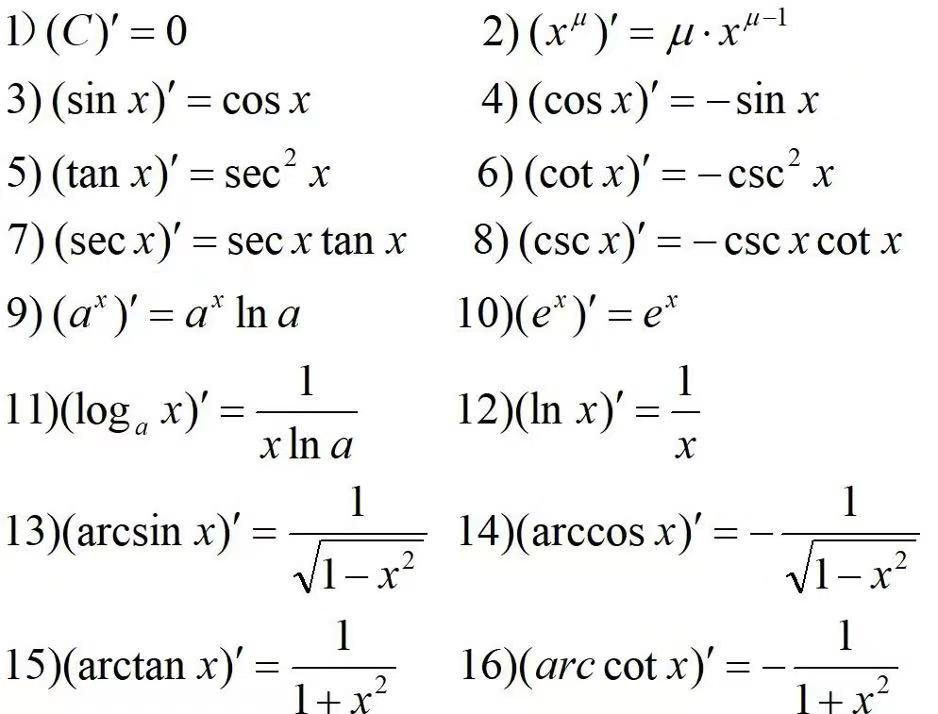 1) (C)′ = 0    2) (x^μ)′ = μ · x^(μ−1)
3) (sin x)′ = cos x    4) (cos x)′ = −sin x
5) (tan x)′ = sec² x    6) (cot x)′ = −csc² x
7) (sec x)′ = sec x tan x    8) (csc x)′ = −csc x cot x
9) (a^x)′ = a^x ln a    10)(e^x)′ = e^x
11)(log_a x)′ = 1/(x ln a)    12)(ln x)′ = 1/x
13)(arcsin x)′ = 1/√(1 − x²)    14)(arccos x)′ = −1/√(1 − x²)
15)(arctan x)′ = 1/(1 + x²)    16)(arc cot x)′ = −1/(1 + x²)